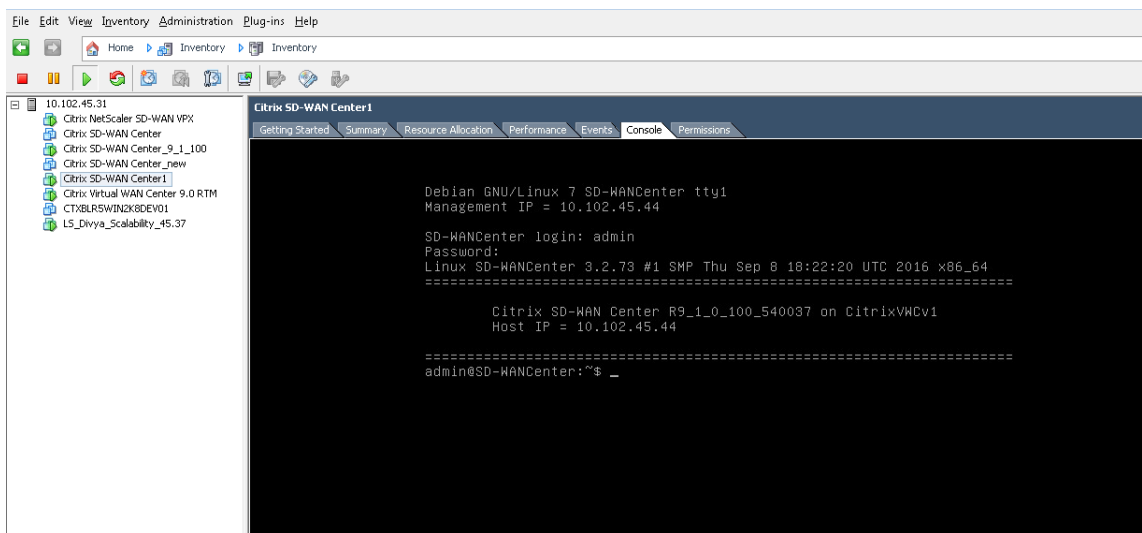 File Edit View Inventory Administration Plug-ins Help
Home Inventory Inventory
10.102.45.31
Citrix NetScaler SD-WAN VPX
Citrix SD-WAN Center
Citrix SD-WAN Center_9_1_100
Citrix SD-WAN Center_new
Citrix SD-WAN Center1
Citrix Virtual WAN Center 9.0 RTM
CTXBLR5WIN2K8DEV01
LS_Divya_Scalability_45.37
Citrix SD-WAN Center1
Getting Started Summary Resource Allocation Performance Events Console Permissions
Debian GNU/Linux 7 SD-WANCenter tty1
Management IP = 10.102.45.44
SD-WANCenter login: admin
Password:
Linux SD-WANCenter 3.2.73 #1 SMP Thu Sep 8 18:22:20 UTC 2016 x86_64
======================================================================
Citrix SD-WAN Center R9_1_0_100_540037 on CitrixVWCv1
Host IP = 10.102.45.44
======================================================================
admin@SD-WANCenter:~$ _